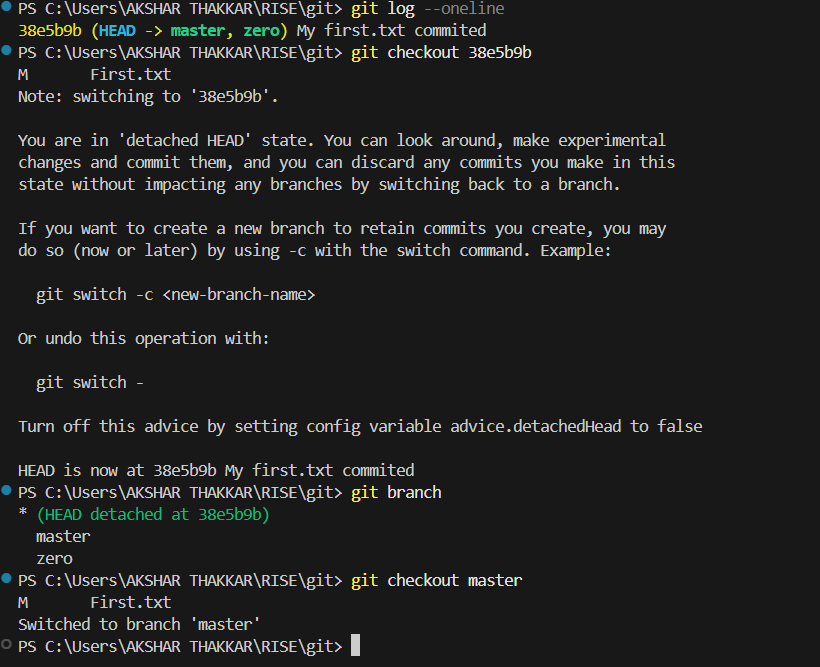 PS C:\Users\AKSHAR THAKKAR\RISE\git> git log --oneline
38e5b9b (HEAD -> master, zero) My first.txt commited
PS C:\Users\AKSHAR THAKKAR\RISE\git> git checkout 38e5b9b
M       First.txt
Note: switching to '38e5b9b'.

You are in 'detached HEAD' state. You can look around, make experimental
changes and commit them, and you can discard any commits you make in this
state without impacting any branches by switching back to a branch.

If you want to create a new branch to retain commits you create, you may
do so (now or later) by using -c with the switch command. Example:

  git switch -c <new-branch-name>

Or undo this operation with:

  git switch -

Turn off this advice by setting config variable advice.detachedHead to false

HEAD is now at 38e5b9b My first.txt commited
PS C:\Users\AKSHAR THAKKAR\RISE\git> git branch
* (HEAD detached at 38e5b9b)
  master
  zero
PS C:\Users\AKSHAR THAKKAR\RISE\git> git checkout master
M       First.txt
Switched to branch 'master'
PS C:\Users\AKSHAR THAKKAR\RISE\git>